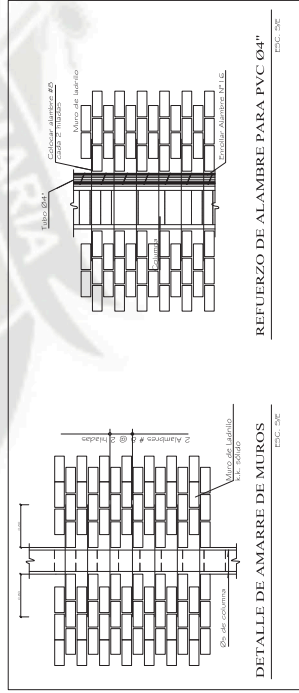 Tubo Ø4"
Colocar alambre #8
cada 2 hiladas
Muro de ladrillo
Columna
Enrollar Alambre N°16
REFUERZO DE ALAMBRE PARA PVC Ø4"
ESC. S/E
2 Alambres # 8 @ 2 hiladas
Øs de columna
Muro de Ladrillo
k.k. sólido
DETALLE DE AMARRE DE MUROS
ESC. S/E